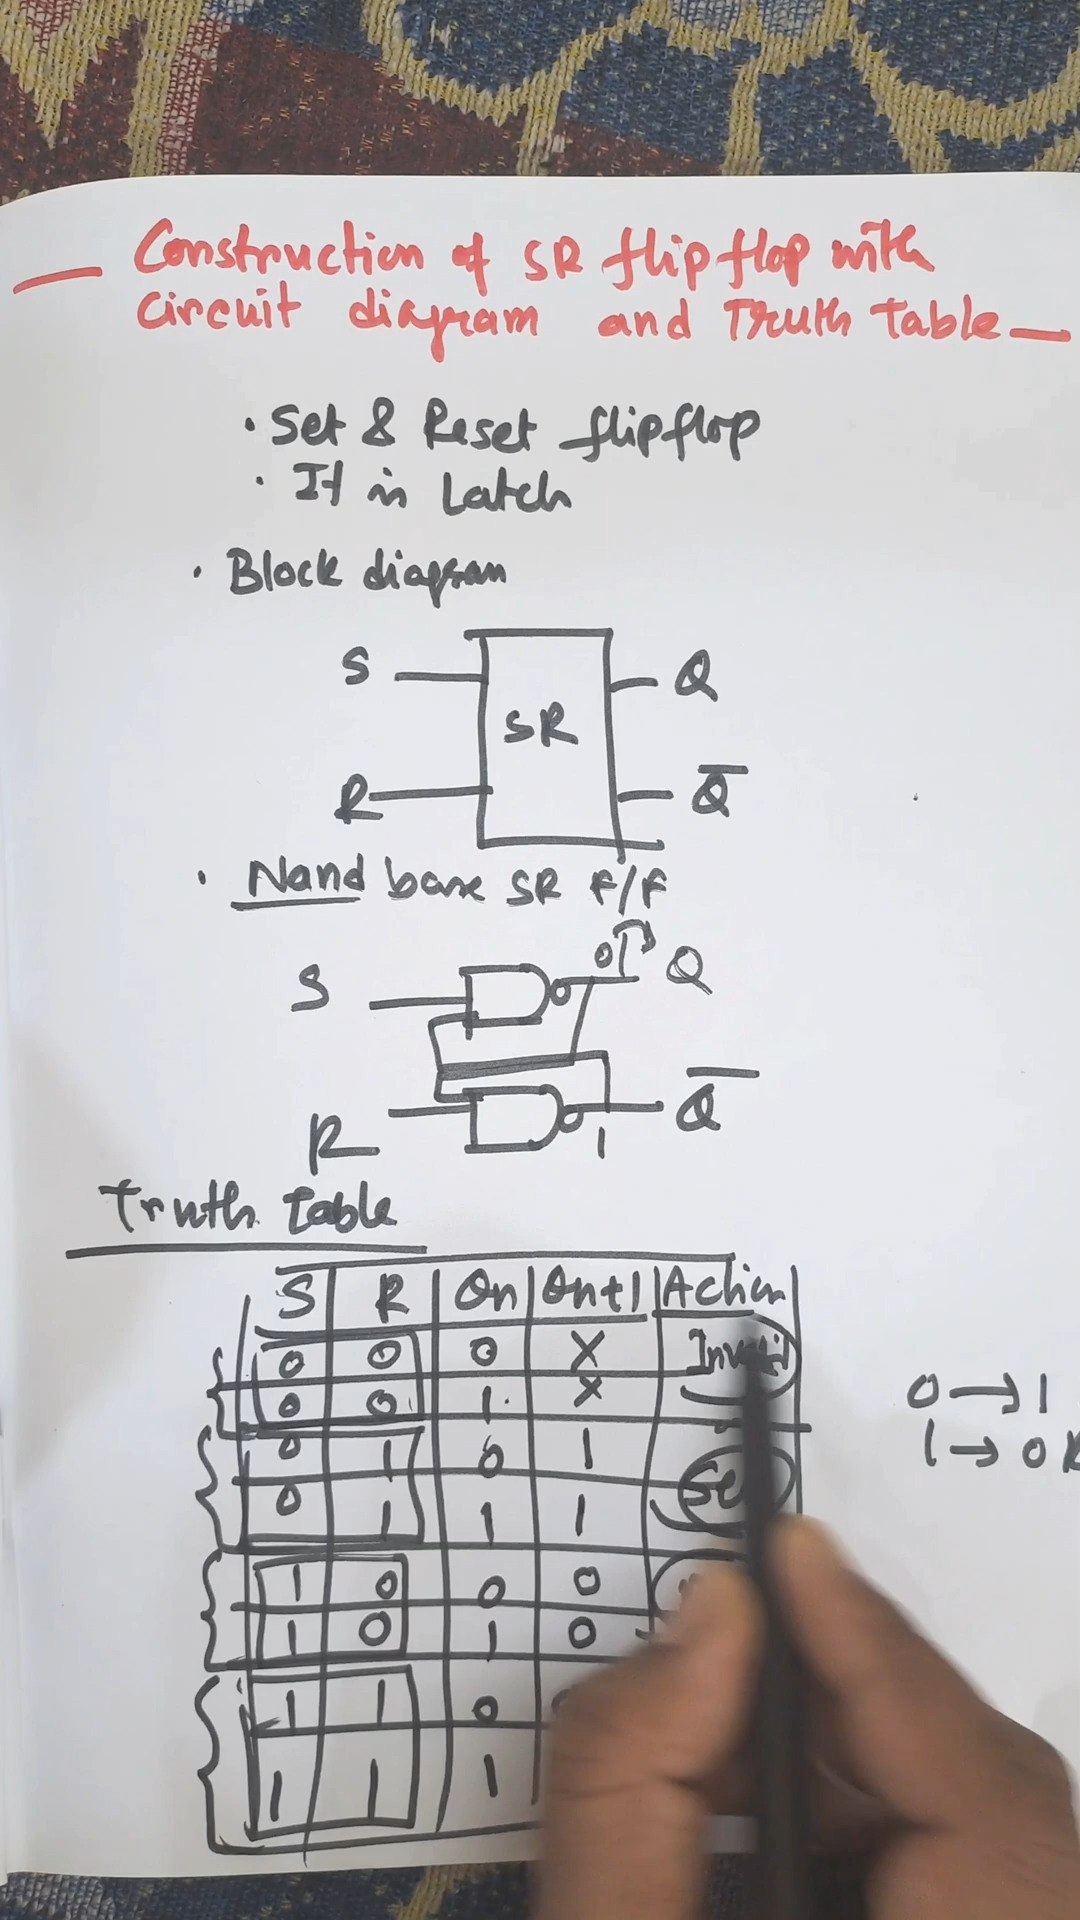 Construction of SR flipflop with
circuit diagram and Truth table
• Set & Reset flipflop
• It is Latch
• Block diagram
S Q
SR
R Q̅
• Nand base SR F/F
0 1 Q
S
Q̅
R 1
Truth table
S R Qn Qn+1 Action
0 0 0 X
0 0 1 X
0 → 1
0 1 0 1
1 → 0
0 1 1 1
1 0 0 0
1 0 1 0
1 1 0
1 1 1